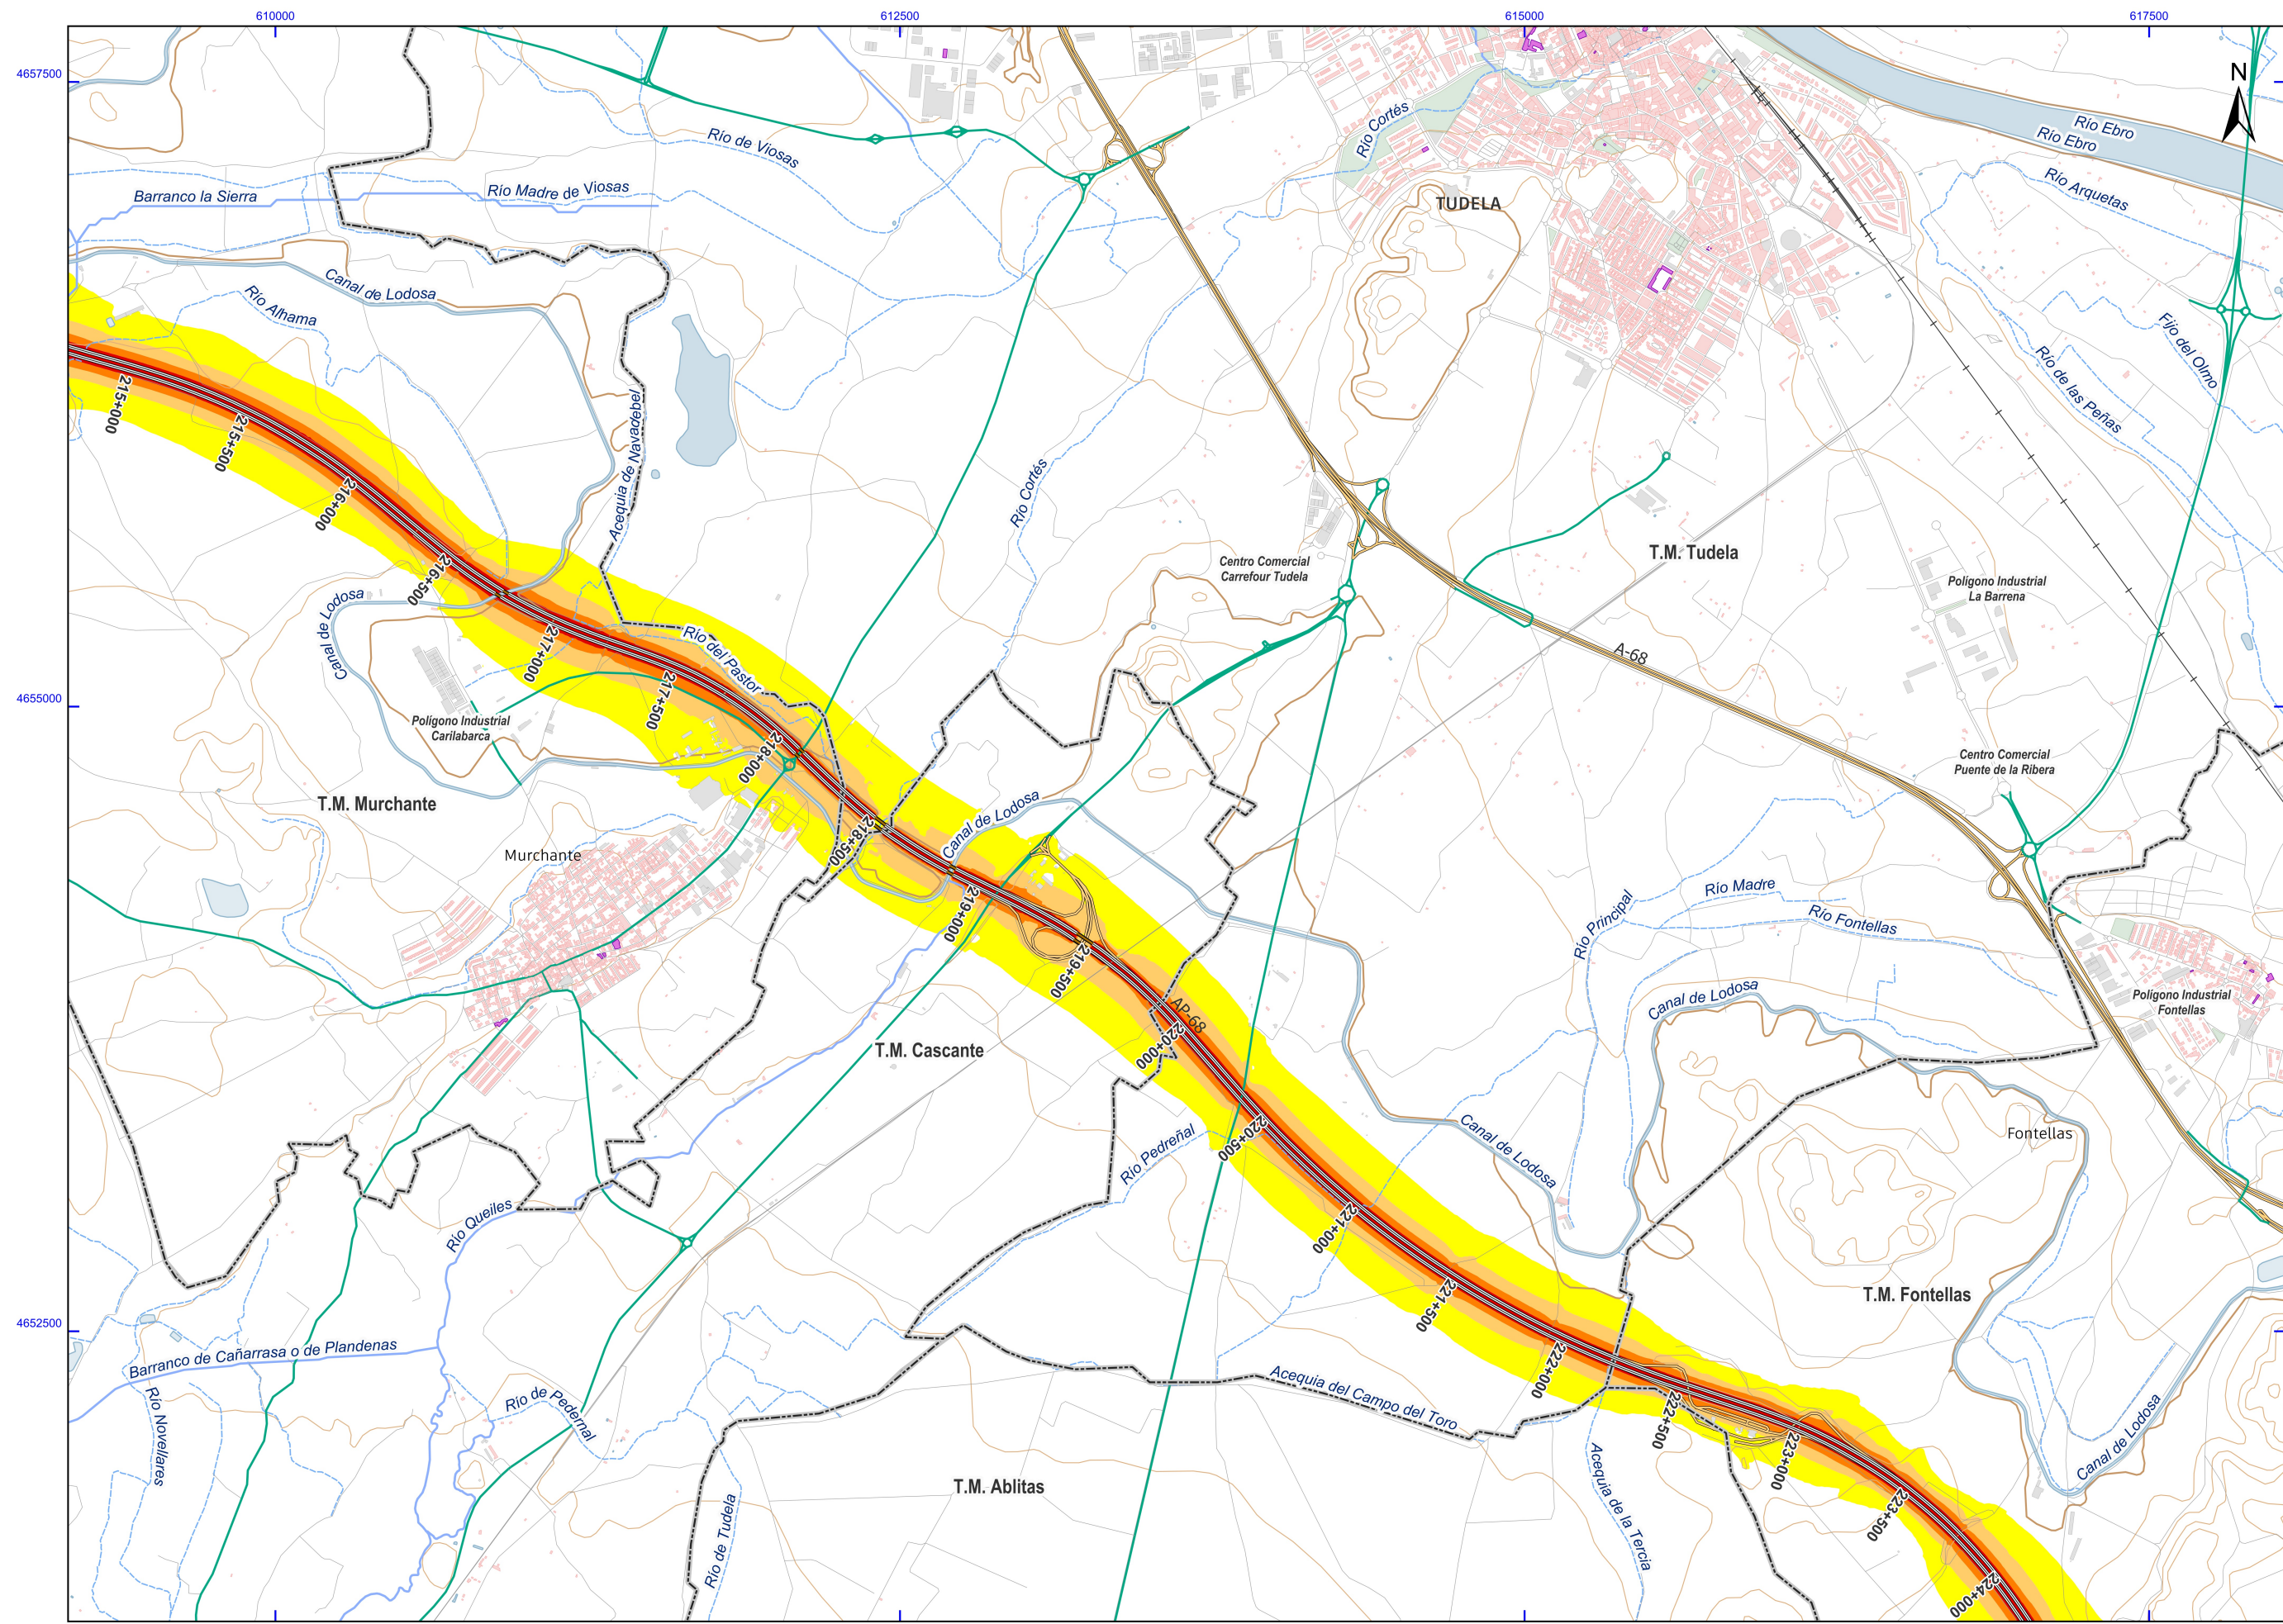 610000
612500
615000
617500
4657500
4655000
4652500
N
Río Ebro
Río Ebro
Río Cortés
Río de Viosas
Río Arquetas
Barranco la Sierra
Río Madre de Viosas
TUDELA
Canal de Lodosa
Río Alhama
Fijo del Olmo
Río de las Peñas
215+000
215+500
216+000
216+500
Acequia de Navadebel
Río Cortés
Centro Comercial
Carrefour Tudela
T.M. Tudela
Polígono Industrial
La Barrena
Canal de Lodosa
217+000
Río del Pastor
A-68
217+500
Polígono Industrial
Carilabarca
218+000
Centro Comercial
Puente de la Ribera
T.M. Murchante
Murchante
218+500
Canal de Lodosa
219+000
219+500
Río Principal
Río Madre
Río Fontellas
Canal de Lodosa
Polígono Industrial
Fontellas
AP-68
220+000
T.M. Cascante
220+500
Río Pedreñal
Canal de Lodosa
Fontellas
Río Queiles
221+000
221+500
T.M. Fontellas
Barranco de Cañarrasa o de Plandenas
222+000
Río Novellares
Río de Pedernal
Acequia del Campo del Toro
222+500
223+000
Canal de Lodosa
T.M. Ablitas
Río de Tudela
Acequia de la Tercia
223+500
224+000